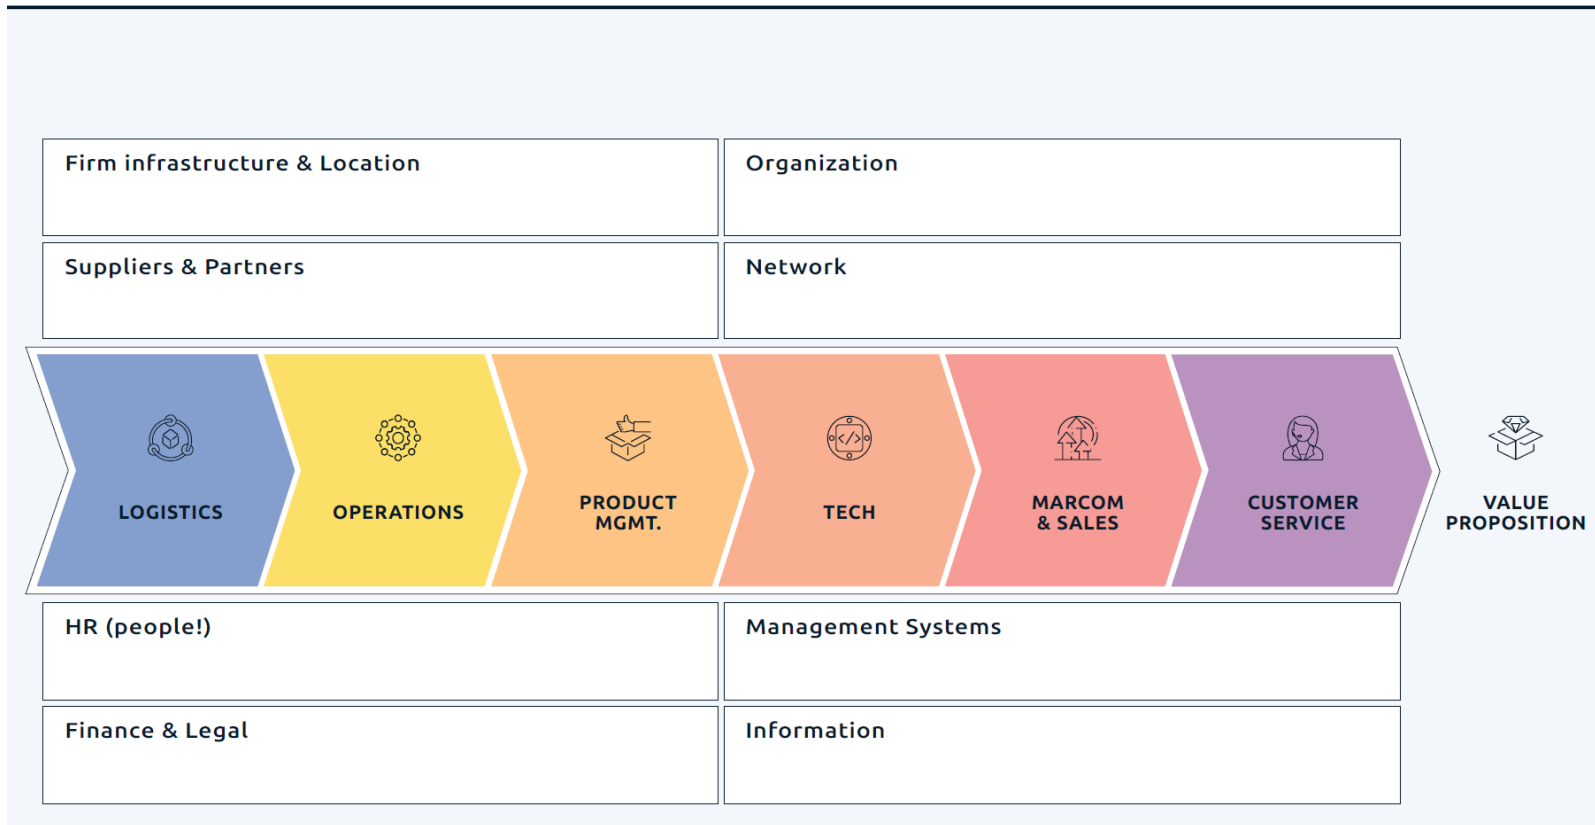 Firm infrastructure & Location
Organization
Suppliers & Partners
Network
LOGISTICS
OPERATIONS
PRODUCT
MGMT.
TECH
MARCOM
& SALES
CUSTOMER
SERVICE
VALUE
PROPOSITION
HR (people!)
Management Systems
Finance & Legal
Information